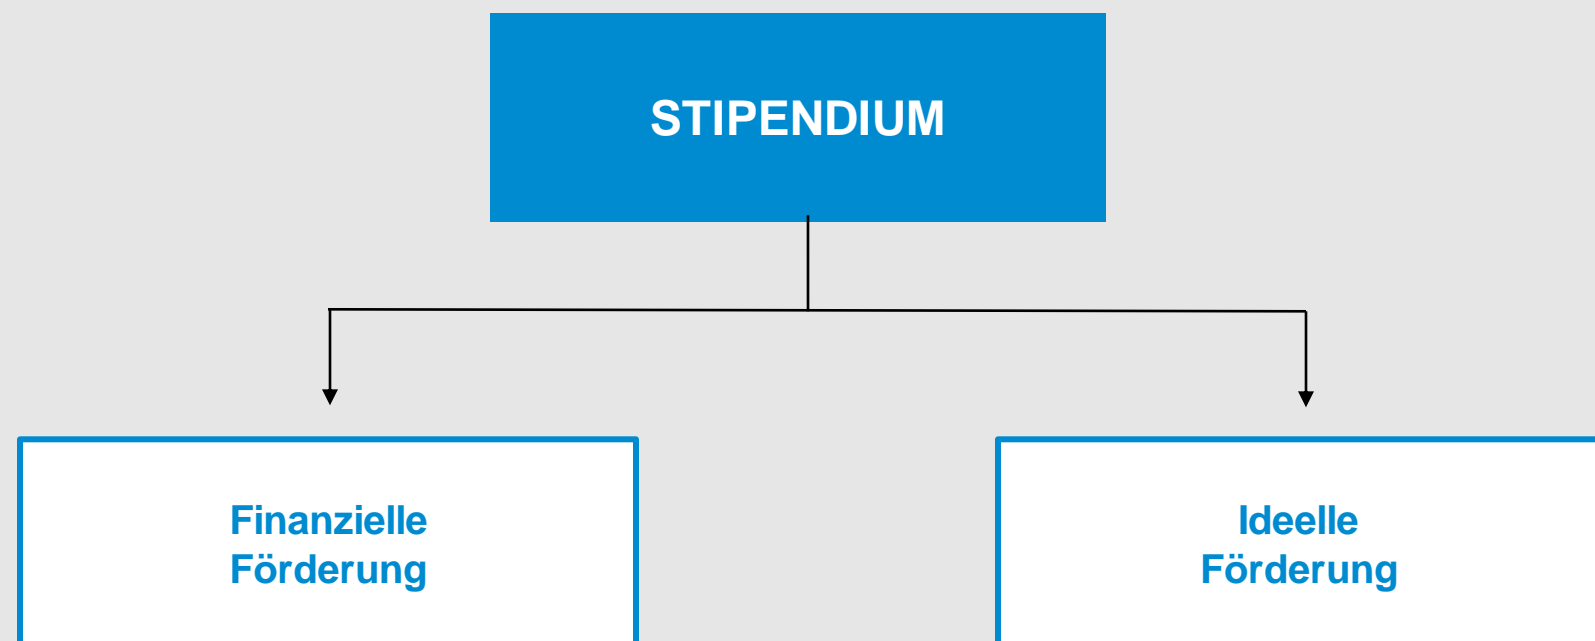 STIPENDIUM
Finanzielle
Förderung
Ideelle
Förderung